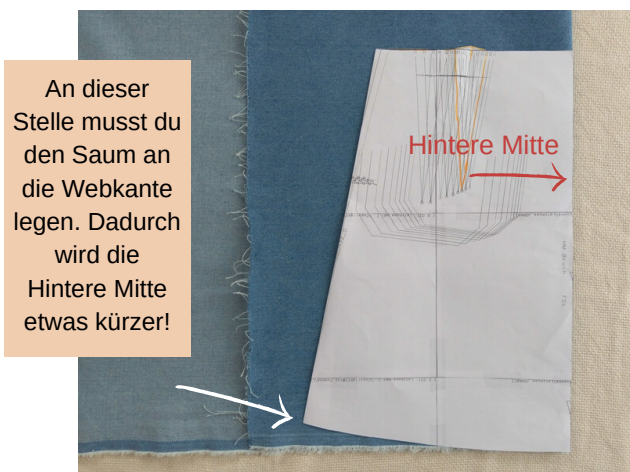 An dieser
Stelle musst du
den Saum an
die Webkante
legen. Dadurch
wird die
Hintere Mitte
etwas kürzer!
Hintere Mitte